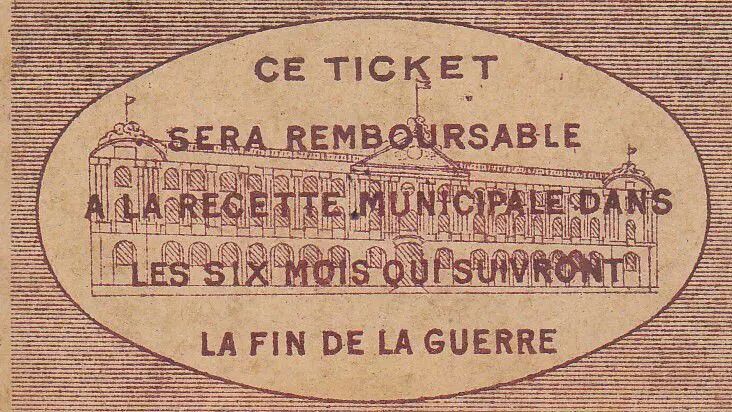 CE TICKET
SERA REMBOURSABLE
A LA RECETTE MUNICIPALE DANS
LES SIX MOIS QUI SUIVRONT
LA FIN DE LA GUERRE